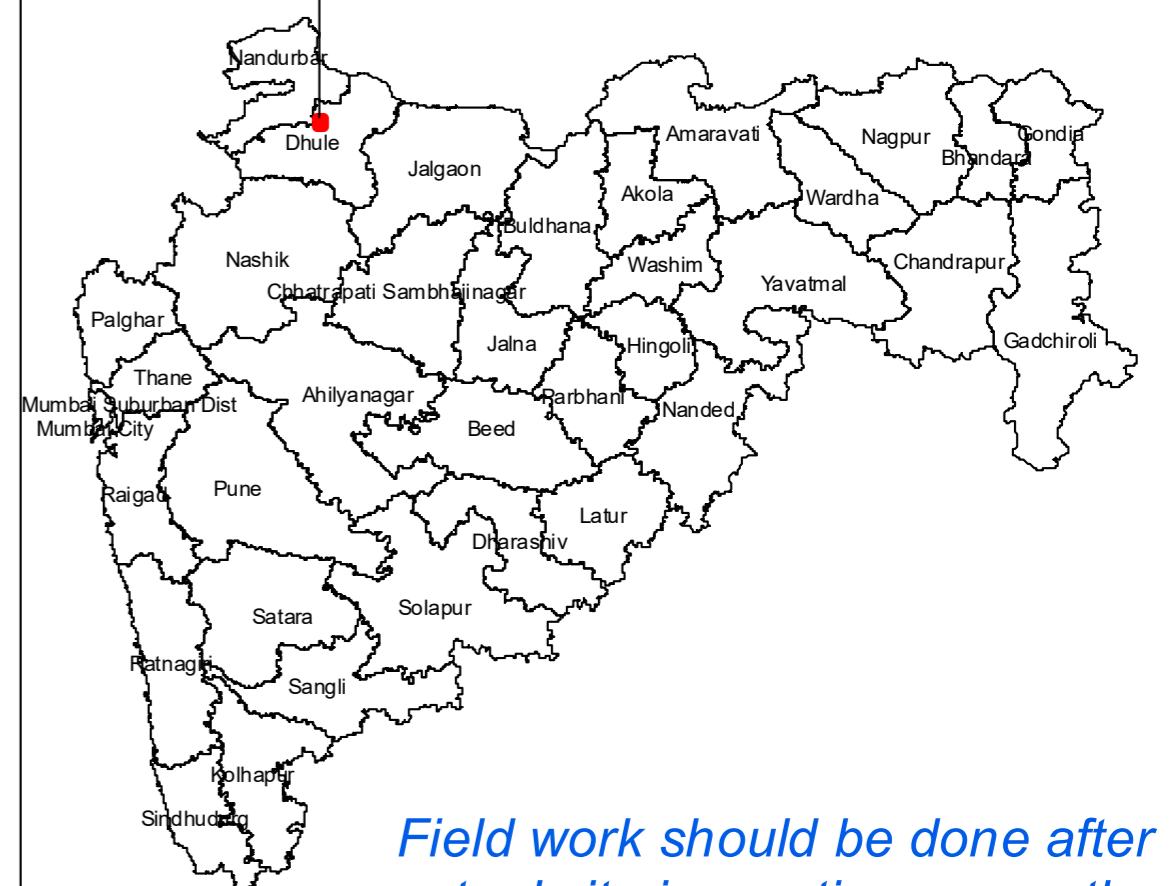 Nandurbar
Dhule
Jalgaon
Amaravati
Nagpur
Gondia
Bhandara
Akola
Wardha
Buldhana
Nashik
Washim
Chandrapur
Yavatmal
Chhatrapati Sambhajinagar
Palghar
Jalna
Hingoli
Gadchiroli
Thane
Ahilyanagar
Parbhani
Mumbai Suburban Dist
Nanded
Mumbai City
Beed
Raigad
Pune
Latur
Dharashiv
Satara
Solapur
Ratnagiri
Sangli
Kolhapur
Sindhudurg
Field work should be done after